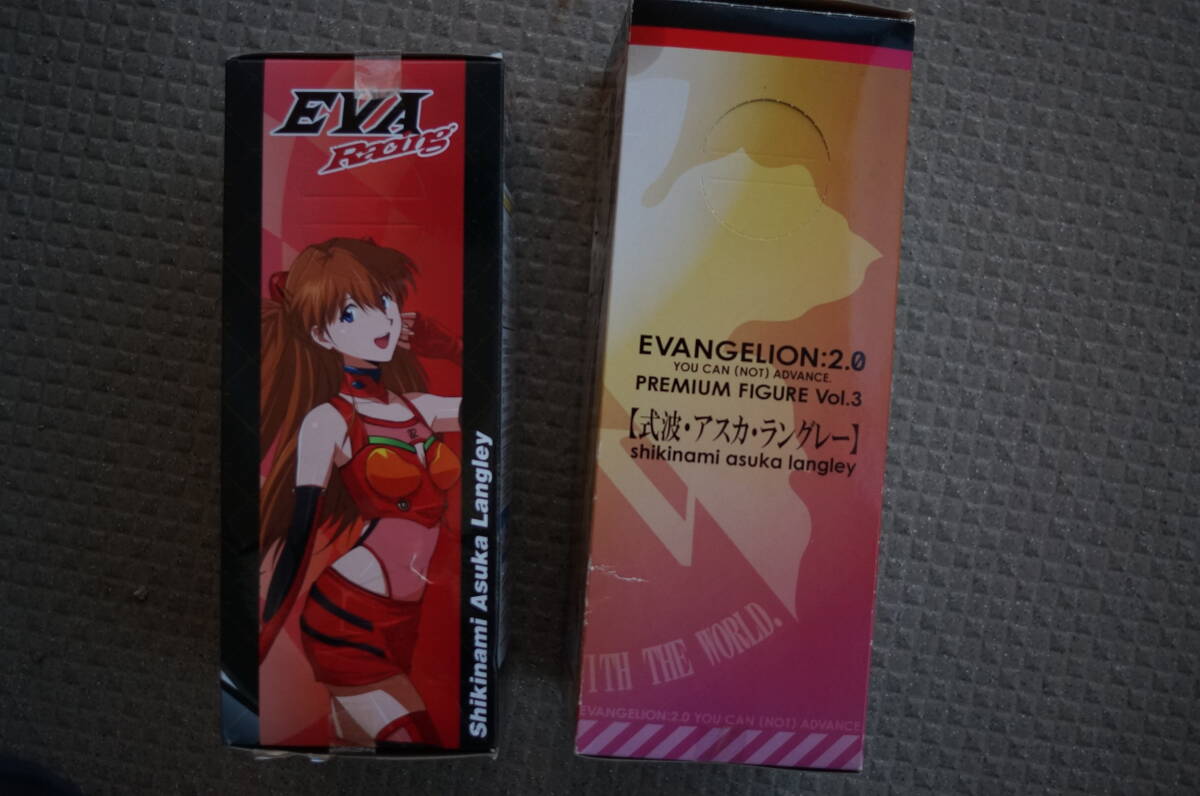 EVA
Racing
Shikinami Asuka Langley
EVANGELION:2.0
YOU CAN (NOT) ADVANCE.
PREMIUM FIGURE Vol.3
【式波・アスカ・ラングレー】
shikinami asuka langley
ITH THE WORLD.
EVANGELION:2.0 YOU CAN (NOT) ADVANCE